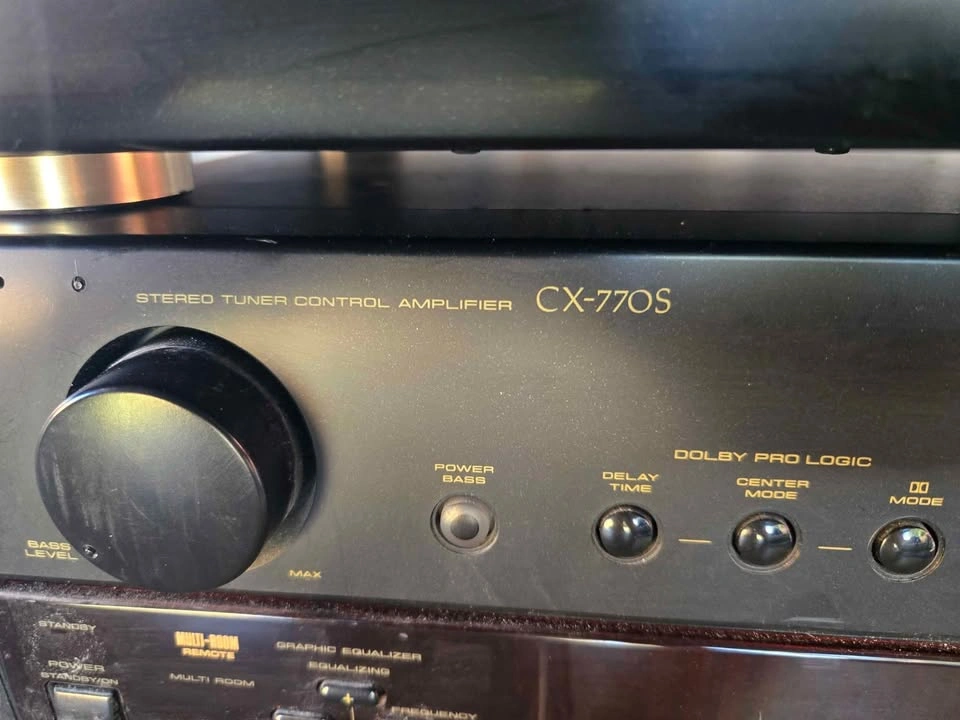 STEREO TUNER CONTROL AMPLIFIER CX-770S
DOLBY PRO LOGIC
POWER
BASS
DELAY
TIME
CENTER
MODE
MODE
BASS
LEVEL
MAX
STANDBY
MULTI-ROOM
REMOTE
GRAPHIC EQUALIZER
EQUALIZING
POWER
STANDBY/ON
MULTI ROOM
+
FREQUENCY